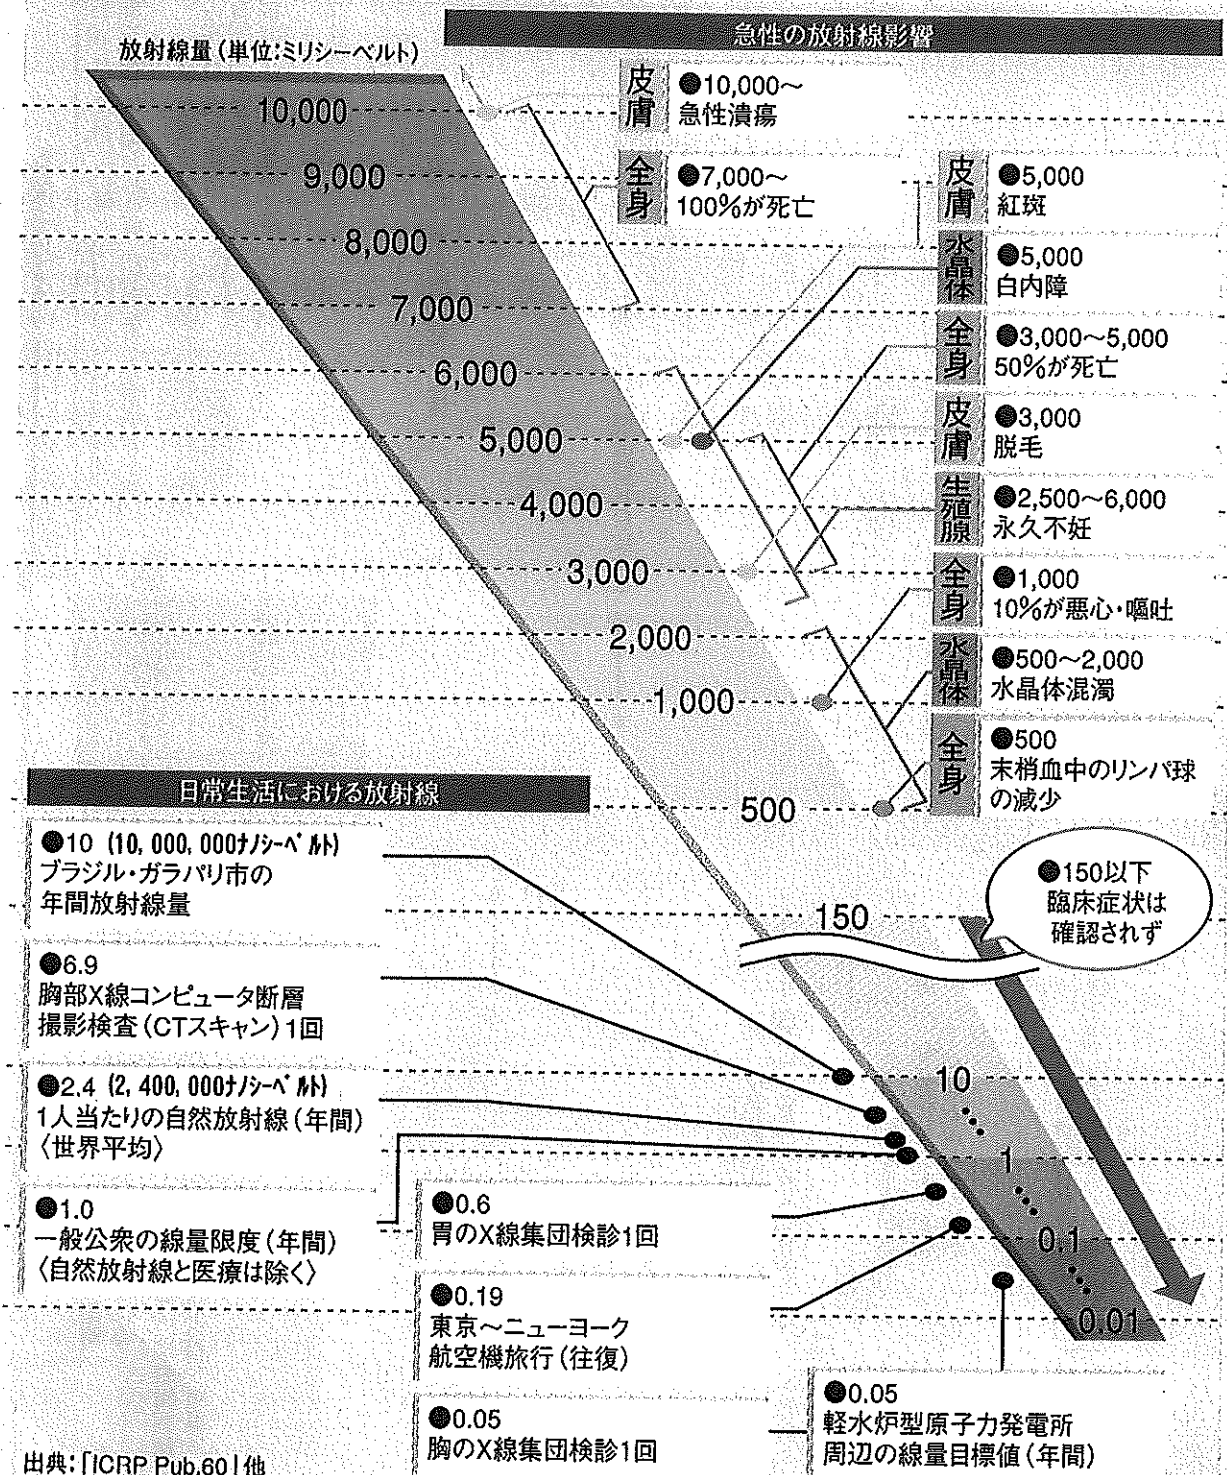 急性の放射線影響
放射線量(単位:ミリシーベルト)
10,000
9,000
8,000
7,000
6,000
5,000
4,000
3,000
2,000
1,000
500
150
10
1
0.1
0.01
皮膚
●10,000〜
急性潰瘍
全身
●7,000〜
100%が死亡
皮膚
●5,000
紅斑
水晶体
●5,000
白内障
全身
●3,000〜5,000
50%が死亡
皮膚
●3,000
脱毛
生殖腺
●2,500〜6,000
永久不妊
全身
●1,000
10%が悪心・嘔吐
水晶体
●500〜2,000
水晶体混濁
全身
●500
末梢血中のリンパ球
の減少
●150以下
臨床症状は
確認されず
日常生活における放射線
●10 (10,000,000ナノシーベルト)
ブラジル・ガラパリ市の
年間放射線量
●6.9
胸部X線コンピュータ断層
撮影検査(CTスキャン)1回
●2.4 (2,400,000ナノシーベルト)
1人当たりの自然放射線(年間)
〈世界平均〉
●1.0
一般公衆の線量限度(年間)
〈自然放射線と医療は除く〉
●0.6
胃のX線集団検診1回
●0.19
東京〜ニューヨーク
航空機旅行(往復)
●0.05
胸のX線集団検診1回
●0.05
軽水炉型原子力発電所
周辺の線量目標値(年間)
出典:「ICRP Pub.60」他